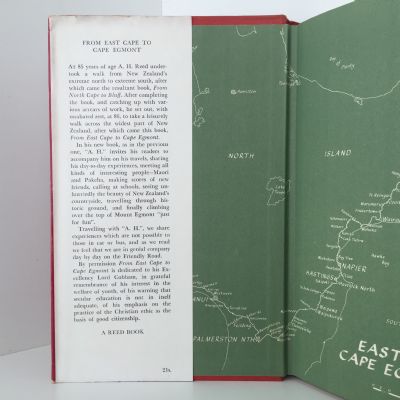 FROM EAST CAPE TO
CAPE EGMONT
At 85 years of age A. H. Reed under-
took a walk from New Zealand's
extreme north to extreme south, after
which came the resultant book, From
North Cape to Bluff. After completing
the book, and catching up with var-
ious arrears of work, he set out, with
unabated zest, at 86, to take a leisurely
walk across the widest part of New
Zealand, after which came this book,
From East Cape to Cape Egmont.
In his new book, as in the previous
one, "A. H." invites his readers to
accompany him on his travels, sharing
his day-to-day experiences, meeting all
kinds of interesting people—Maori
and Pakeha, making scores of new
friends, calling at schools, seeing un-
hurriedly the beauty of New Zealand's
countryside, travelling through his-
toric ground, and finally climbing
over the top of Mount Egmont "just
for fun".
Travelling with "A. H.", we share
experiences which are not possible to
those in car or bus, and as we read
we feel that we are in genial company
day by day on the Friendly Road.
By permission From East Cape to
Cape Egmont is dedicated to his Ex-
cellency Lord Cobham, in grateful
remembrance of his interest in the
welfare of youth, of his warning that
secular education is not in itself
adequate, of his emphasis on the
practice of the Christian ethic as the
basis of good citizenship.
A REED BOOK
21s.
Bay of Plenty
Hamilton
NORTH
ISLAND
NAPIER
HASTINGS
Havelock North
Hawke
Bay
PALMERSTON NTH
EAST
CAPE EG